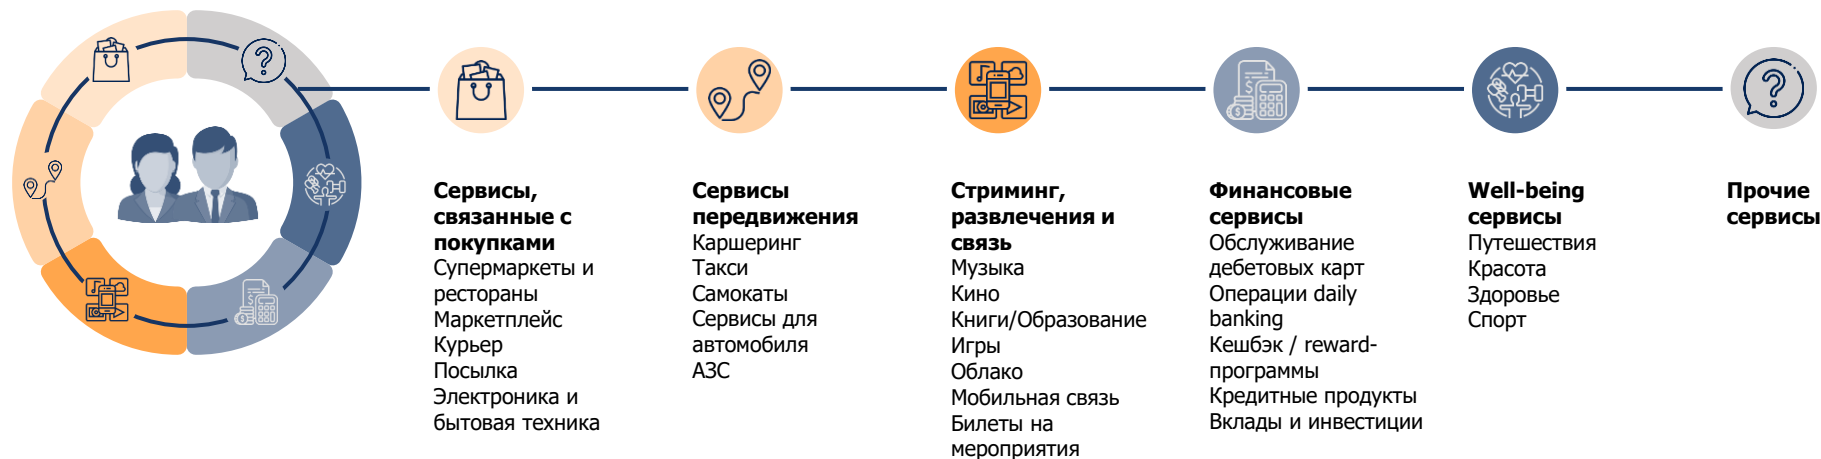 Сервисы,
связанные с
покупками
Супермаркеты и
рестораны
Маркетплейс
Курьер
Посылка
Электроника и
бытовая техника
Сервисы
передвижения
Каршеринг
Такси
Самокаты
Сервисы для
автомобиля
АЗС
Стриминг,
развлечения и
связь
Музыка
Кино
Книги/Образование
Игры
Облако
Мобильная связь
Билеты на
мероприятия
Финансовые
сервисы
Обслуживание
дебетовых карт
Операции daily
banking
Кешбэк / reward-
программы
Кредитные продукты
Вклады и инвестиции
Well-being
сервисы
Путешествия
Красота
Здоровье
Спорт
Прочие
сервисы